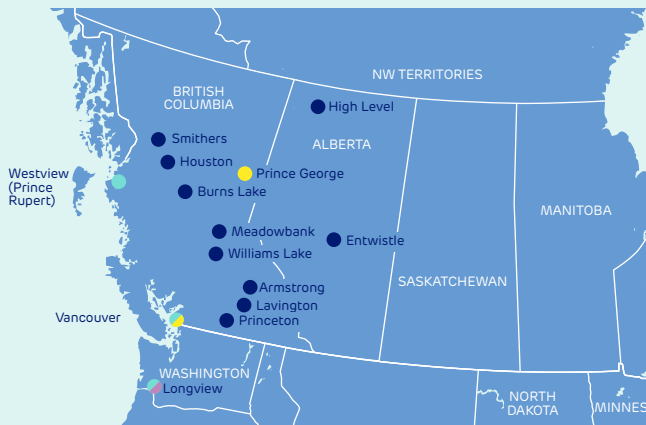 NW TERRITORIES
BRITISH
COLUMBIA
High Level
Smithers
ALBERTA
Houston
Westview
(Prince
Rupert)
Prince George
Burns Lake
MANITOBA
Meadowbank
Entwistle
Williams Lake
SASKATCHEWAN
Armstrong
Lavington
Vancouver
Princeton
WASHINGTON
Longview
NORTH
DAKOTA
MINNES